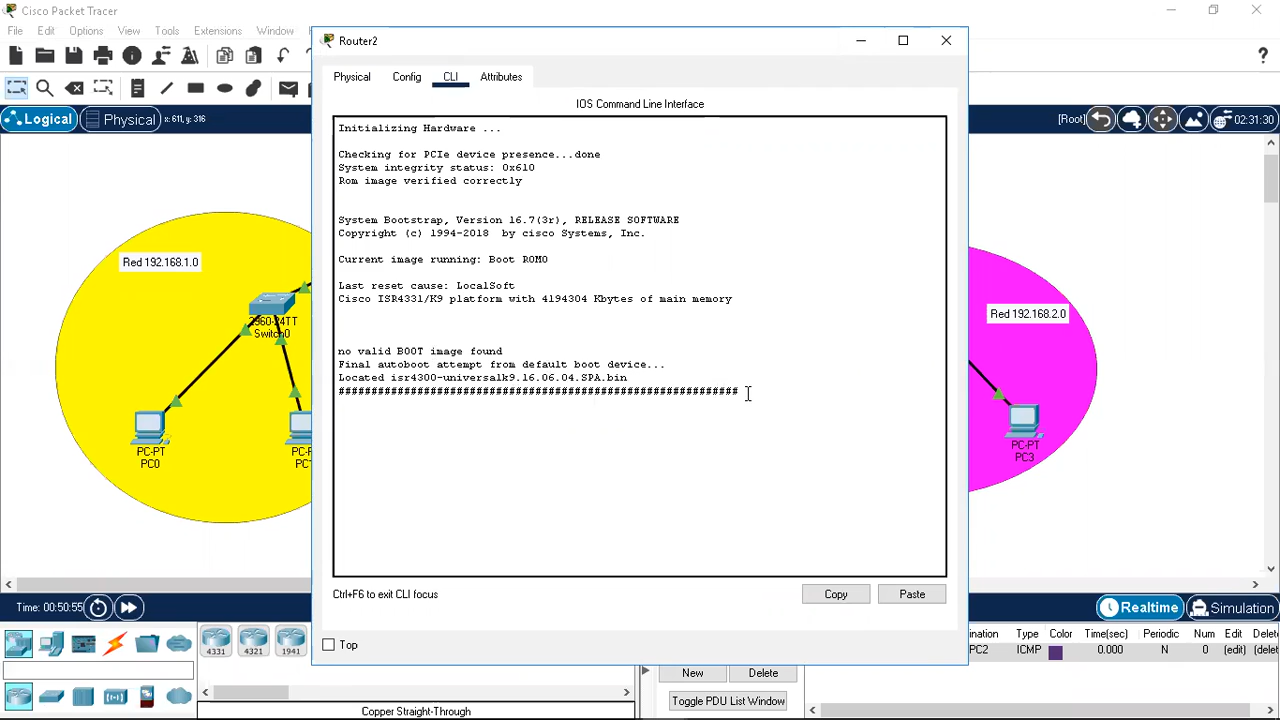 Cisco Packet Tracer
File Edit Options View Tools Extensions Window
Logical
Physical
x: 611, y: 316
[Root]
02:31:30
Router2
Physical Config CLI Attributes
IOS Command Line Interface
Initializing Hardware ...
Checking for PCIe device presence...done
System integrity status: 0x610
Rom image verified correctly
System Bootstrap, Version 16.7(3r), RELEASE SOFTWARE
Copyright (c) 1994-2018 by cisco Systems, Inc.
Current image running: Boot ROM0
Last reset cause: LocalSoft
Cisco ISR4331/K9 platform with 4194304 Kbytes of main memory
no valid BOOT image found
Final autoboot attempt from default boot device...
Located isr4300-universalk9.16.06.04.SPA.bin
#############################################################
Ctrl+F6 to exit CLI focus
Copy
Paste
Top
Red 192.168.1.0
2960-24TT
Switch0
PC-PT
PC0
PC-P
PC1
Red 192.168.2.0
PC-PT
PC3
Time: 00:50:55
Realtime
Simulation
4331 4321 1941
Copper Straight-Through
New
Delete
Toggle PDU List Window
ination Type Color Time(sec) Periodic Num Edit Delete
PC2 ICMP 0.000 N 0 (edit) (delet